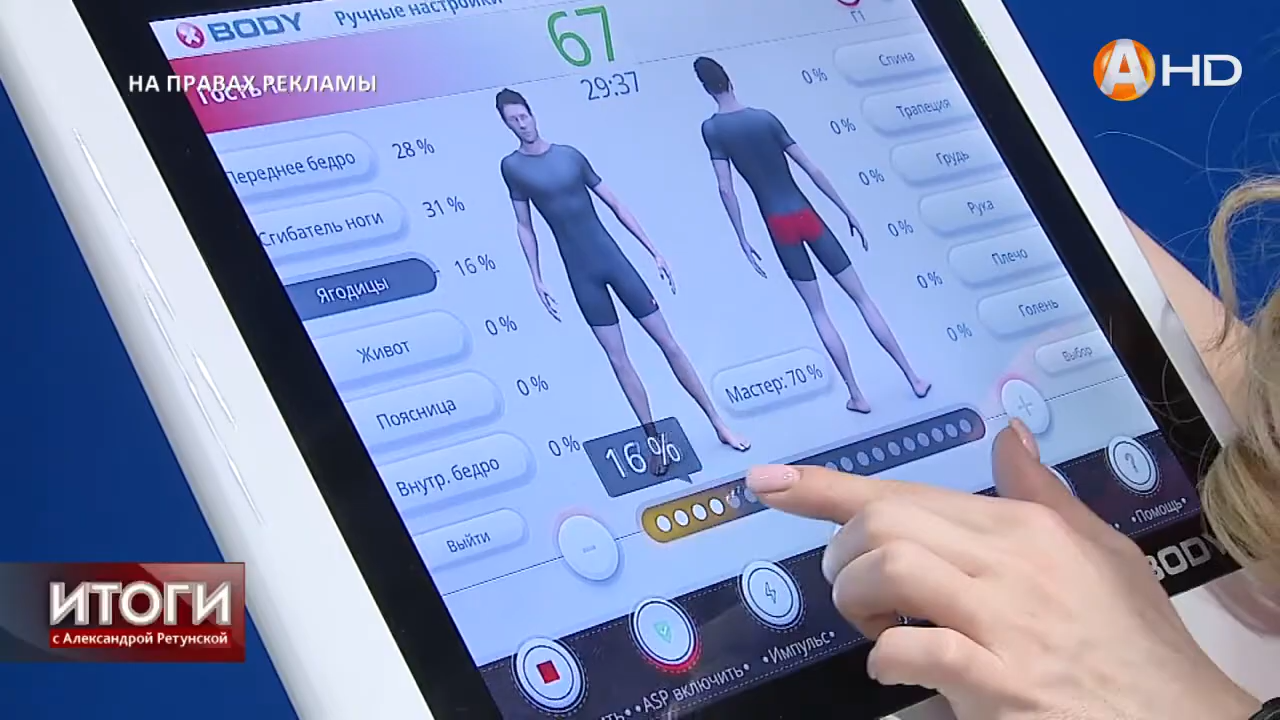 BODY
Ручные настройки
67
29:37
Г1
НА ПРАВАХ РЕКЛАМЫ
A HD
Переднее бедро 28 %
Сгибатель ноги 31 %
Ягодицы 16 %
Живот 0 %
Поясница 0 %
Внутр. бедро 0 %
Выйти
0 % Спина
0 % Трапеция
0 % Грудь
0 % Рука
0 % Плечо
0 % Голень
Выбор
Мастер: 70 %
16 %
•ASP включить•
•Импульс•
•Помощь•
BODY
ИТОГИ
с Александрой Ретунской